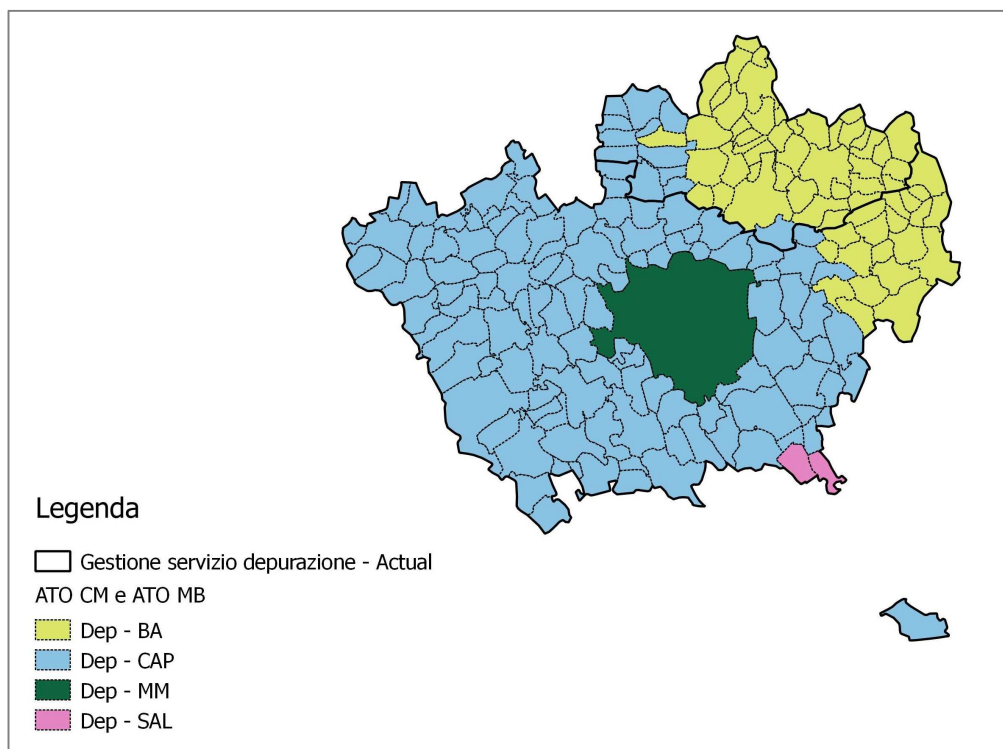 Legenda
Gestione servizio depurazione - Actual
ATO CM e ATO MB
Dep - BA
Dep - CAP
Dep - MM
Dep - SAL